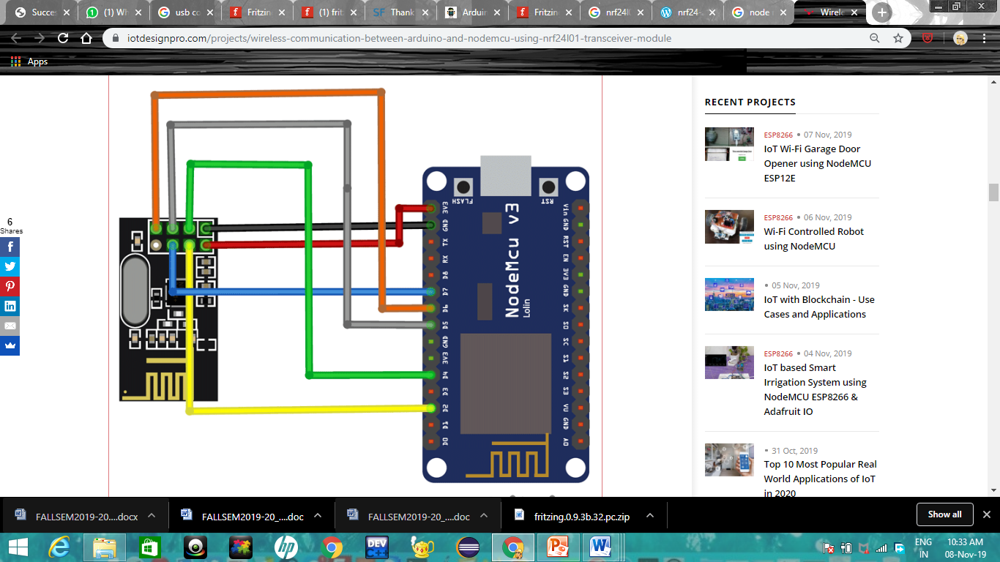 Succes
(1) Wh
usb co
Fritzin
(1) frit
Thank
Arduir
Fritzin
nrf24l0
nrf24-
node r
Wirele
iotdesignpro.com/projects/wireless-communication-between-arduino-and-nodemcu-using-nrf24l01-transceiver-module
Apps
6
Shares
FLASH
RST
3V3
GND
TX
RX
D8
D7
D6
D5
GND
3V3
D4
D3
D2
D1
D0
NodeMcu v3
Lolin
Vin
GND
RST
EN
3V3
GND
SK
S0
SC
S1
S2
S3
VU
GND
A0
RECENT PROJECTS
ESP8266 • 07 Nov, 2019
IoT Wi-Fi Garage Door
Opener using NodeMCU
ESP12E
ESP8266 • 06 Nov, 2019
Wi-Fi Controlled Robot
using NodeMCU
• 05 Nov, 2019
IoT with Blockchain - Use
Cases and Applications
ESP8266 • 04 Nov, 2019
IoT based Smart
Irrigation System using
NodeMCU ESP8266 &
Adafruit IO
• 31 Oct, 2019
Top 10 Most Popular Real
World Applications of IoT
in 2020
FALLSEM2019-20....docx
FALLSEM2019-20_....doc
FALLSEM2019-20_....doc
fritzing.0.9.3b.32.pc.zip
Show all
hp
DEV
C++
ENG
IN
10:33 AM
08-Nov-19